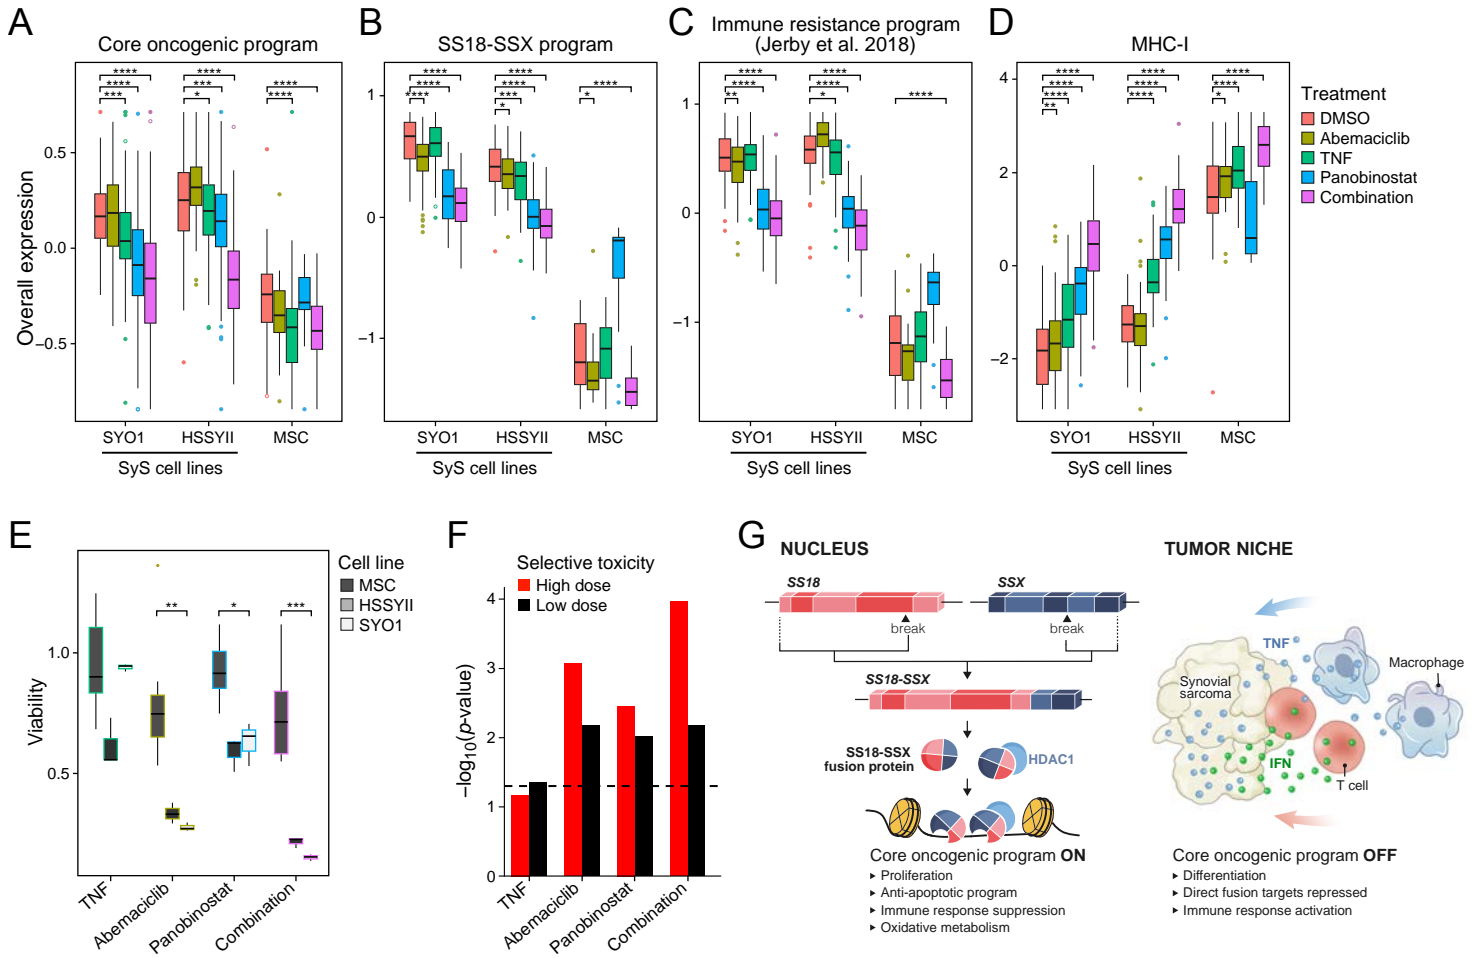 A
Core oncogenic program
Overall expression
0.5
0.0
−0.5
****
****
***
****
***
*
****
****
SYO1
HSSYII
MSC
SyS cell lines
B
SS18-SSX program
1
0
−1
****
****
****
****
****
***
*
****
*
SYO1
HSSYII
MSC
SyS cell lines
C
Immune resistance program
(Jerby et al. 2018)
1
0
−1
****
****
**
****
****
*
****
SYO1
HSSYII
MSC
SyS cell lines
D
MHC-I
4
2
0
−2
****
****
****
**
****
****
****
****
****
*
SYO1
HSSYII
MSC
SyS cell lines
Treatment
DMSO
Abemaciclib
TNF
Panobinostat
Combination
E
Viability
1.0
0.5
**
*
***
TNF
Abemaciclib
Panobinostat
Combination
Cell line
MSC
HSSYII
SYO1
F
Selective toxicity
High dose
Low dose
−log10(p-value)
4
3
2
1
0
TNF
Abemaciclib
Panobinostat
Combination
G
NUCLEUS
SS18
SSX
break
break
SS18-SSX
SS18-SSX
fusion protein
HDAC1
Core oncogenic program ON
▸ Proliferation
▸ Anti-apoptotic program
▸ Immune response suppression
▸ Oxidative metabolism
TUMOR NICHE
TNF
Macrophage
Synovial
sarcoma
IFN
T cell
Core oncogenic program OFF
▸ Differentiation
▸ Direct fusion targets repressed
▸ Immune response activation